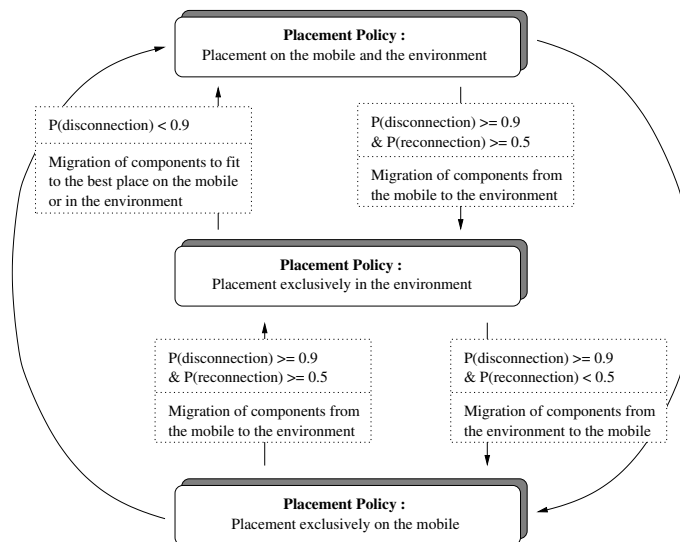 Placement Policy :
Placement on the mobile and the environment
P(disconnection) < 0.9
Migration of components to fit
to the best place on the mobile
or in the environment
P(disconnection) >= 0.9
& P(reconnection) >= 0.5
Migration of components from
the mobile to the environment
Placement Policy :
Placement exclusively in the environment
P(disconnection) >= 0.9
& P(reconnection) >= 0.5
Migration of components from
the mobile to the environment
P(disconnection) >= 0.9
& P(reconnection) < 0.5
Migration of components from
the environment to the mobile
Placement Policy :
Placement exclusively on the mobile